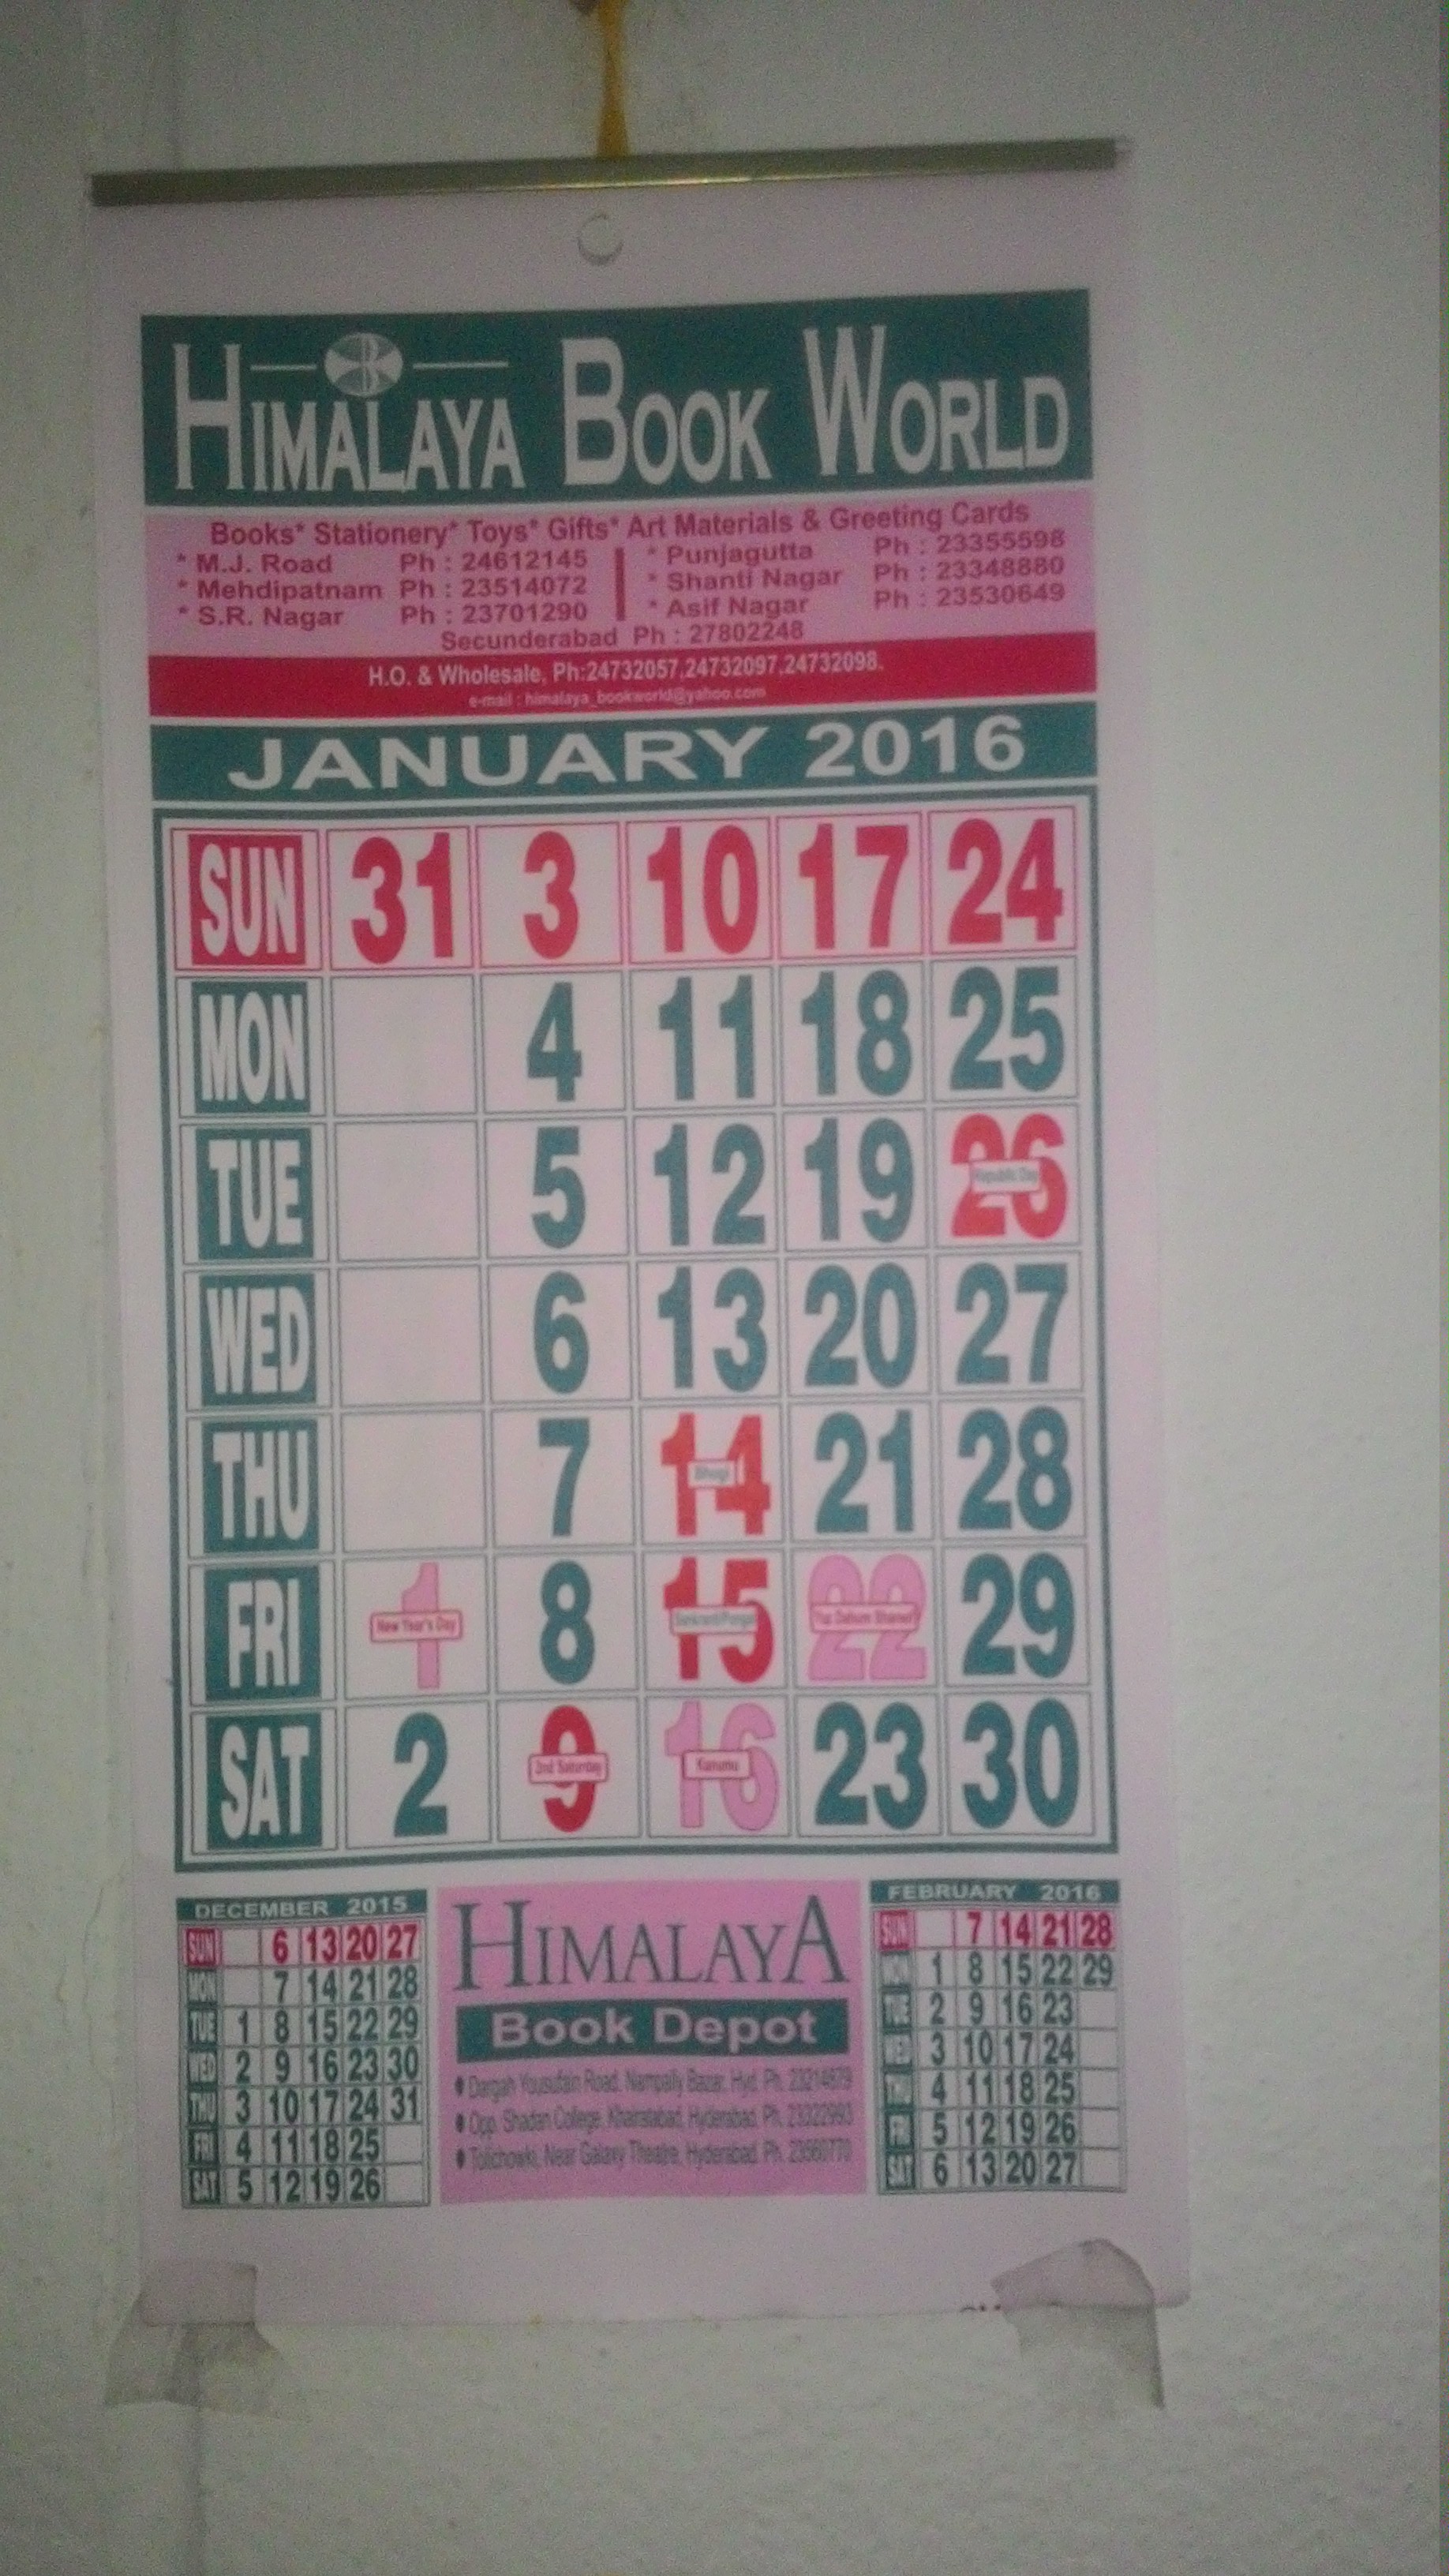 HIMALAYA BOOK WORLD
Books* Stationery* Toys* Gifts* Art Materials & Greeting Cards
* M.J. Road Ph : 24612145 * Punjagutta Ph : 23355598
* Mehdipatnam Ph : 23514072 * Shanti Nagar Ph : 23348880
* S.R. Nagar Ph : 23701290 * Asif Nagar Ph : 23530649
Secunderabad Ph : 27802248
H.O. & Wholesale, Ph:24732057,24732097,24732098.
e-mail : himalaya_bookworld@yahoo.com
JANUARY 2016
SUN 31 3 10 17 24
MON 4 11 18 25
TUE 5 12 19 26
Republic Day
WED 6 13 20 27
THU 7 14 21 28
Bhogi
FRI 1 8 15 22 29
New Year's Day
SAT 2 9 16 23 30
2nd Saturday Kanumu
DECEMBER 2015
SUN 6 13 20 27
MON 7 14 21 28
TUE 1 8 15 22 29
WED 2 9 16 23 30
THU 3 10 17 24 31
FRI 4 11 18 25
SAT 5 12 19 26
HIMALAYA
Book Depot
Dargah Yousufain Road, Nampally Bazar, Hyd. Ph.
Opp. Shadan College, Khairatabad, Hyderabad. Ph. 23322993
Tolichowki, Near Galaxy Theatre, Hyderabad. Ph.
FEBRUARY 2016
SUN 7 14 21 28
MON 1 8 15 22 29
TUE 2 9 16 23
WED 3 10 17 24
THU 4 11 18 25
FRI 5 12 19 26
SAT 6 13 20 27